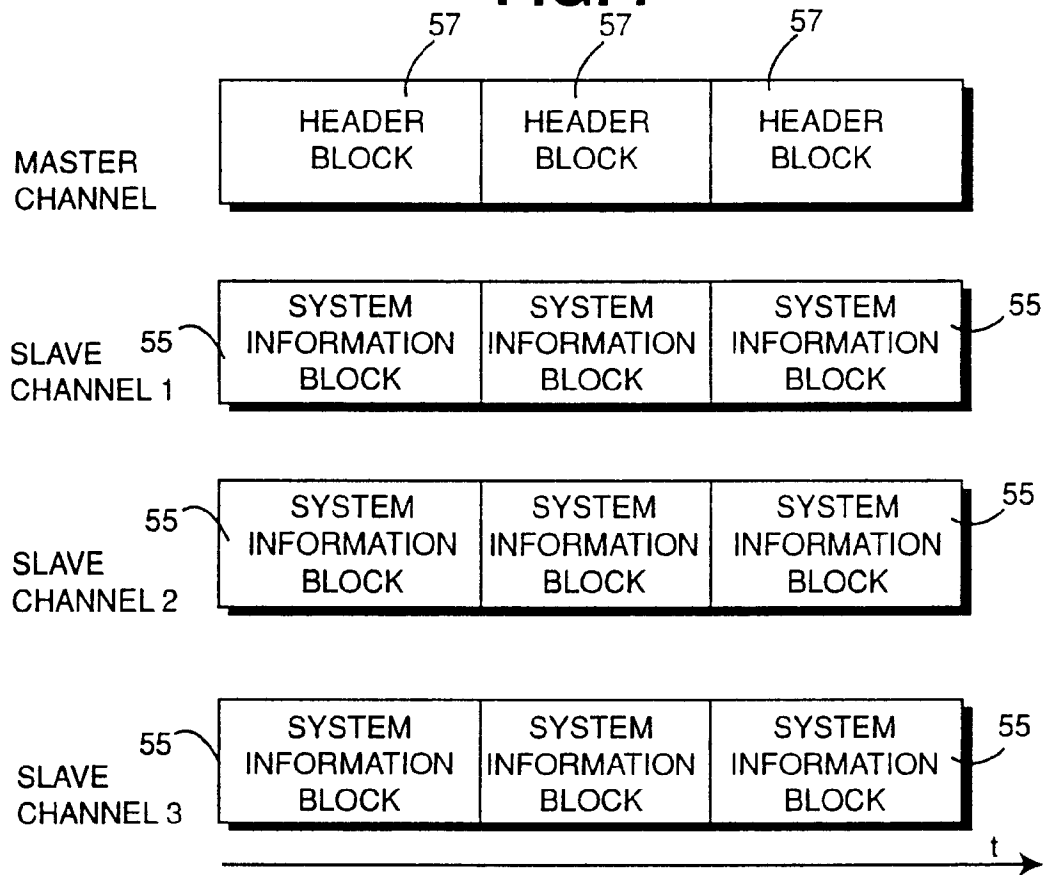 57 57 57
HEADER HEADER HEADER
BLOCK BLOCK BLOCK
MASTER
CHANNEL
SYSTEM SYSTEM SYSTEM
INFORMATION INFORMATION INFORMATION
BLOCK BLOCK BLOCK
55 55
SLAVE
CHANNEL 1
SYSTEM SYSTEM SYSTEM
INFORMATION INFORMATION INFORMATION
BLOCK BLOCK BLOCK
55 55
SLAVE
CHANNEL 2
SYSTEM SYSTEM SYSTEM
INFORMATION INFORMATION INFORMATION
BLOCK BLOCK BLOCK
55 55
SLAVE
CHANNEL 3
t